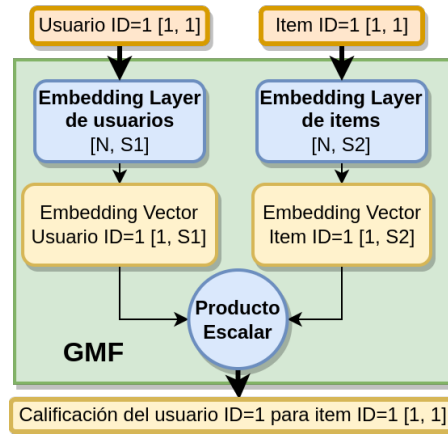 Usuario ID=1 [1, 1]
Item ID=1 [1, 1]
Embedding Layer
de usuarios
[N, S1]
Embedding Layer
de items
[N, S2]
Embedding Vector
Usuario ID=1 [1, S1]
Embedding Vector
Item ID=1 [1, S2]
Producto
Escalar
GMF
Calificación del usuario ID=1 para item ID=1 [1, 1]